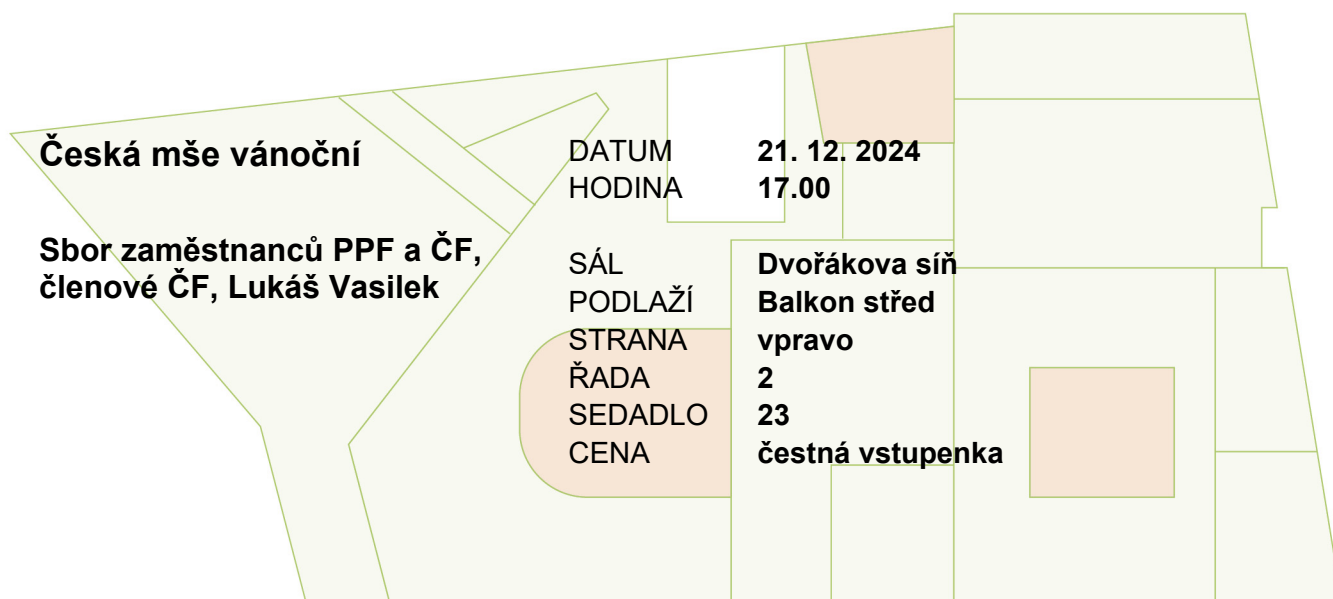 Česká mše vánoční
Sbor zaměstnanců PPF a ČF,
členové ČF, Lukáš Vasilek
DATUM 21. 12. 2024
HODINA 17.00
SÁL Dvořákova síň
PODLAŽÍ Balkon střed
STRANA vpravo
ŘADA 2
SEDADLO 23
CENA čestná vstupenka